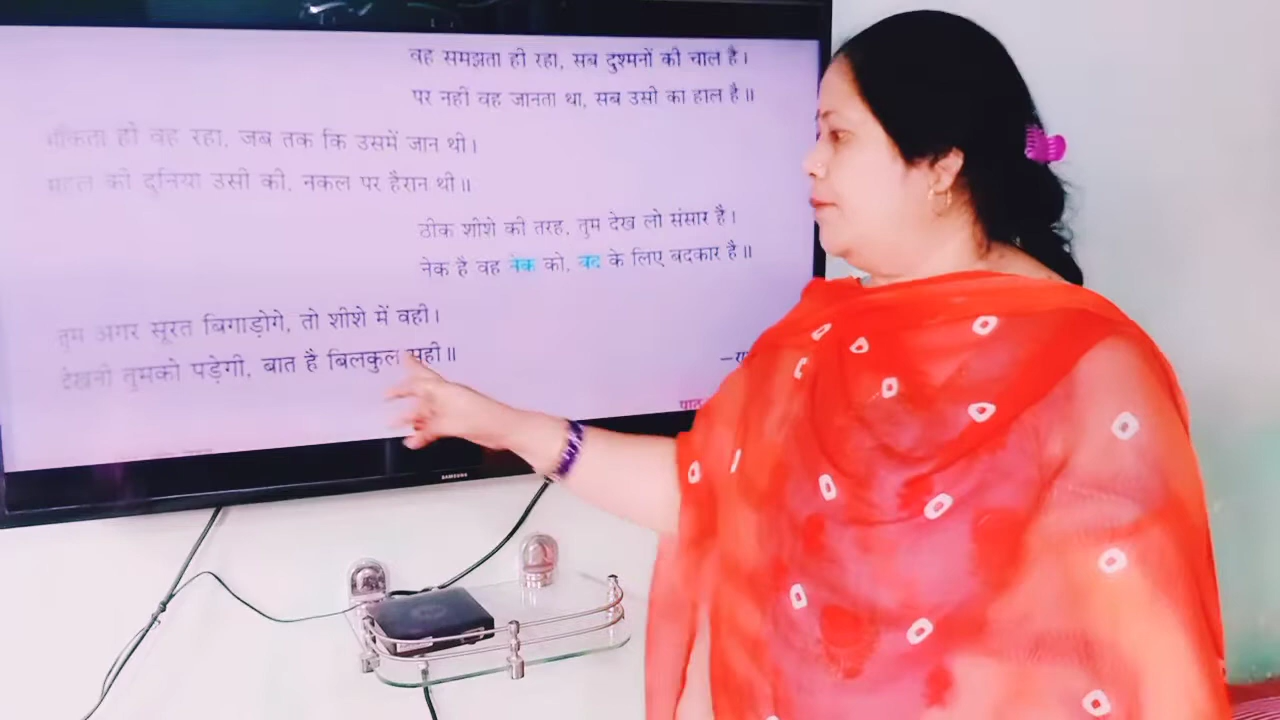 वह समझता ही रहा, सब दुश्मनों की चाल है।
पर नहीं वह जानता था, सब उसी का हाल है॥
भौंकता ही वह रहा, जब तक कि उसमें जान थी।
महल की दुनिया उसी की, नकल पर हैरान थी॥
ठीक शीशे की तरह, तुम देख लो संसार है।
नेक है वह नेक को, बद के लिए बदकार है॥
तुम अगर सूरत बिगाड़ोगे, तो शीशे में वही।
देखनी तुमको पड़ेगी, बात है बिलकुल सही॥
SAMSUNG